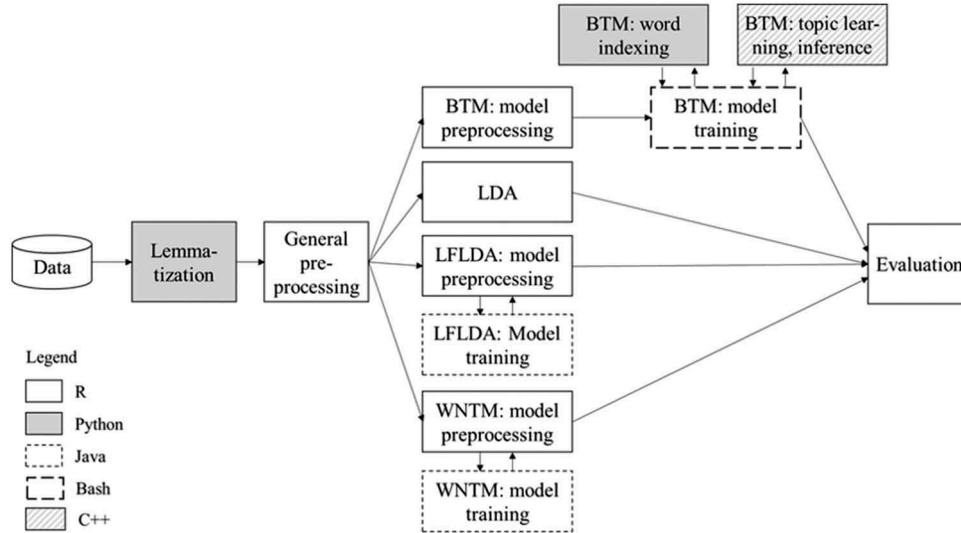 BTM: word
indexing
BTM: topic lear-
ning, inference
BTM: model
preprocessing
BTM: model
training
LDA
Data
Lemma-
tization
General
pre-
processing
LFLDA: model
preprocessing
Evaluation
LFLDA: Model
training
WNTM: model
preprocessing
WNTM: model
training
Legend
R
Python
Java
Bash
C++